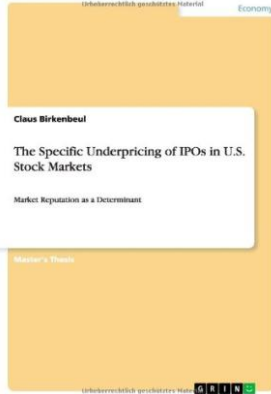 Urheberrechtlich geschütztes Material
Economy
Claus Birkenbeul
The Specific Underpricing of IPOs in U.S.
Stock Markets
Market Reputation as a Determinant
Master's Thesis
Urheberrechtlich geschütztes Material
GRIN